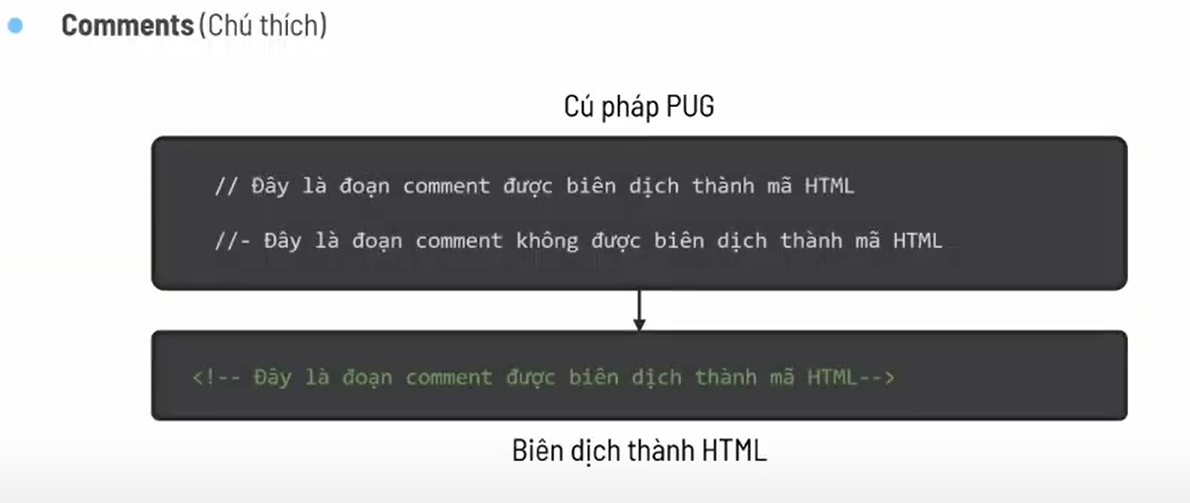 Comments (Chú thích)
Cú pháp PUG
// Đây là đoạn comment được biên dịch thành mã HTML
//- Đây là đoạn comment không được biên dịch thành mã HTML
<!-- Đây là đoạn comment được biên dịch thành mã HTML-->
Biên dịch thành HTML